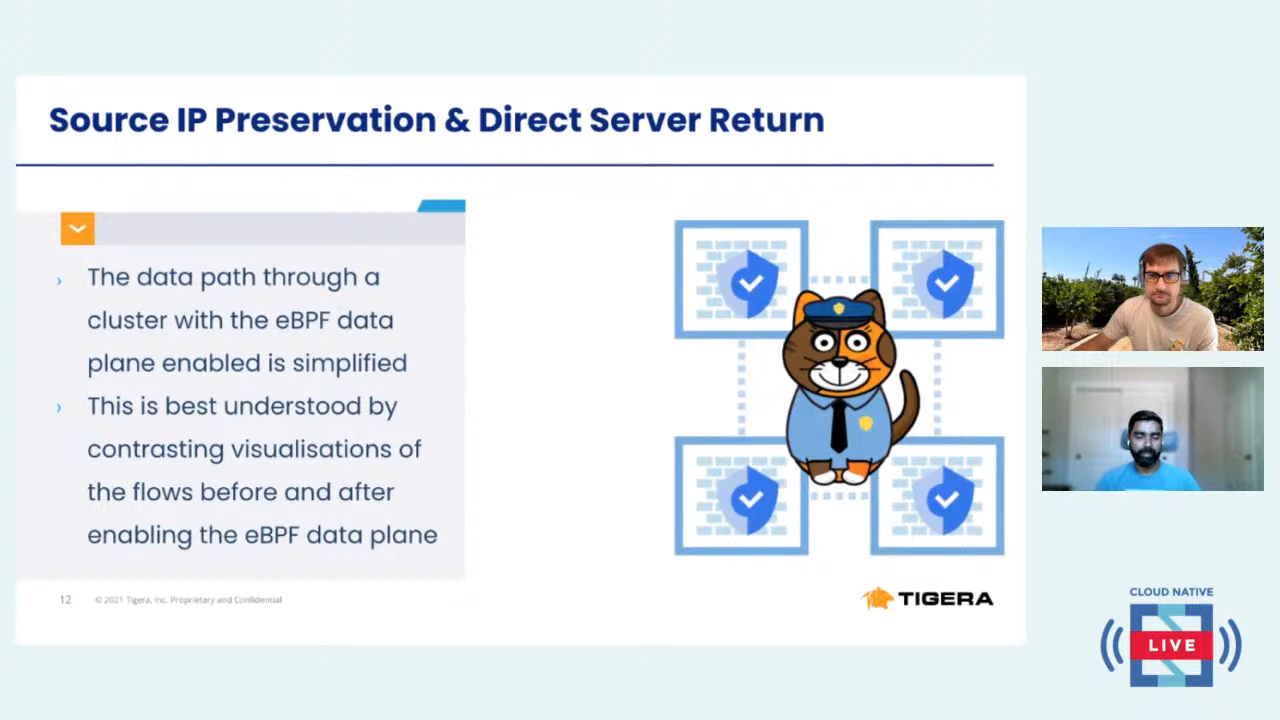 Source IP Preservation & Direct Server Return
› The data path through a
cluster with the eBPF data
plane enabled is simplified
› This is best understood by
contrasting visualisations of
the flows before and after
enabling the eBPF data plane
12 © 2021 Tigera, Inc. Proprietary and Confidential
TIGERA
CLOUD NATIVE
LIVE